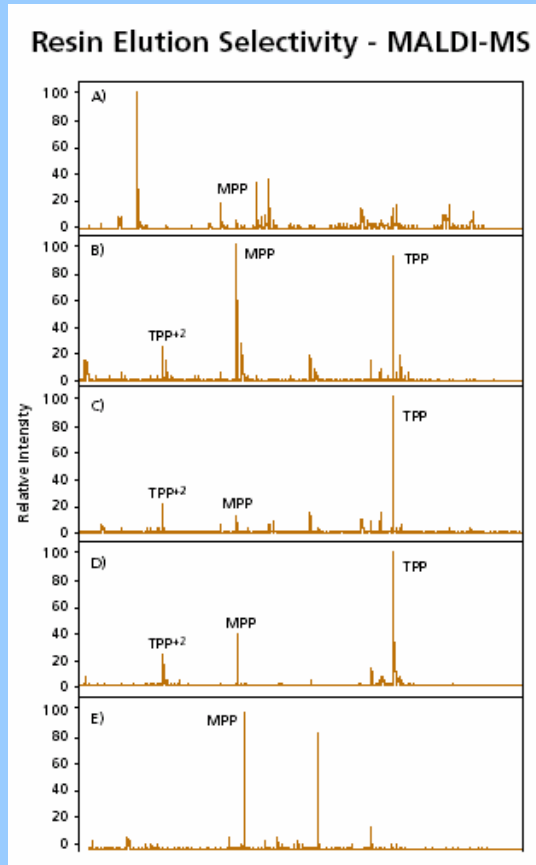 Resin Elution Selectivity - MALDI-MS
Relative Intensity
A)
100
80
60
40
20
0
MPP
B)
100
80
60
40
20
0
TPP+2
MPP
TPP
C)
100
80
60
40
20
0
TPP+2
MPP
TPP
D)
100
80
60
40
20
0
TPP+2
MPP
TPP
E)
100
80
60
40
20
0
MPP